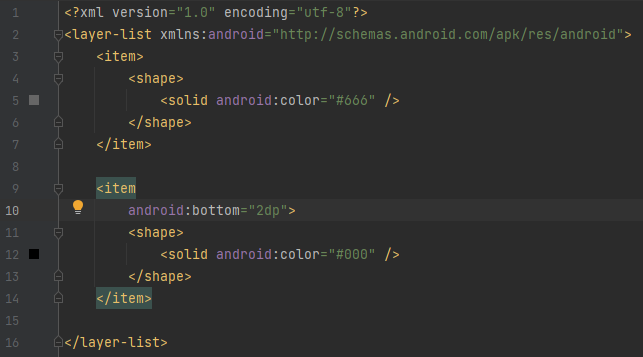 1 <?xml version="1.0" encoding="utf-8"?>
2 <layer-list xmlns:android="http://schemas.android.com/apk/res/android">
3     <item>
4         <shape>
5             <solid android:color="#666" />
6         </shape>
7     </item>
8
9     <item
10         android:bottom="2dp">
11         <shape>
12             <solid android:color="#000" />
13         </shape>
14     </item>
15
16 </layer-list>